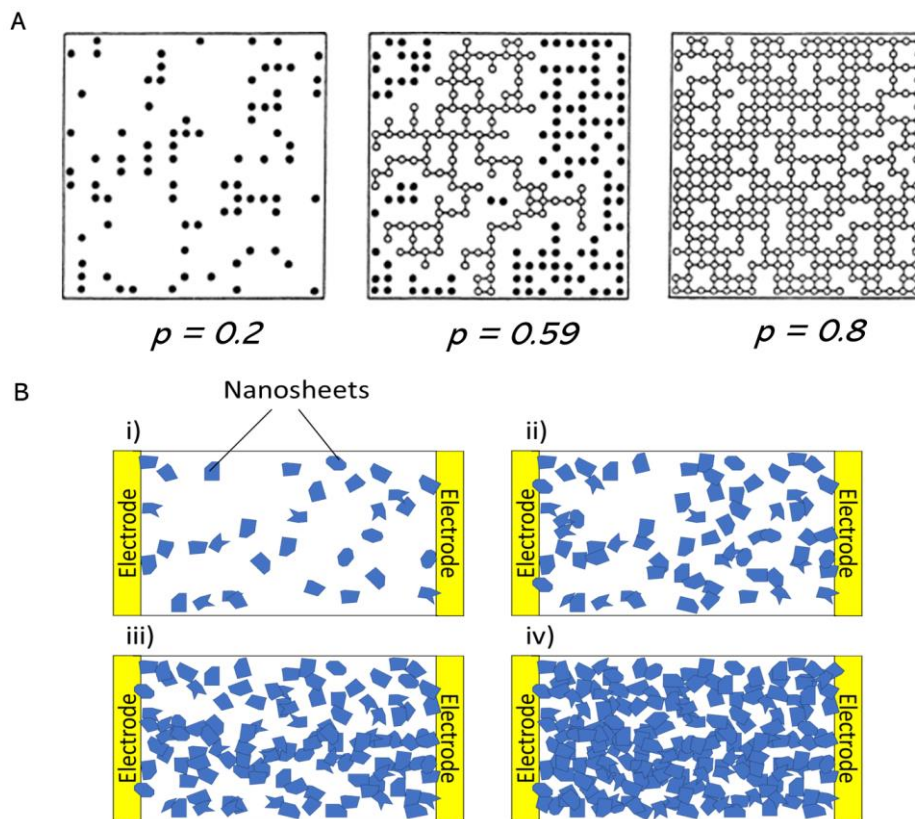 A
p = 0.2
p = 0.59
p = 0.8
B
Nanosheets
i)
ii)
Electrode
Electrode
Electrode
Electrode
iii)
iv)
Electrode
Electrode
Electrode
Electrode